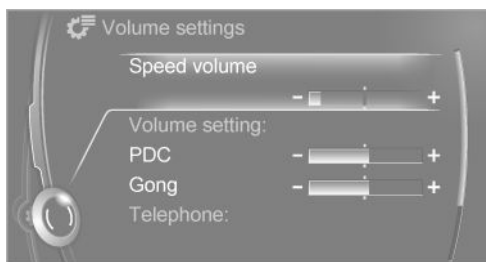 Volume settings
Speed volume
- +
Volume setting:
PDC - +
Gong - +
Telephone: